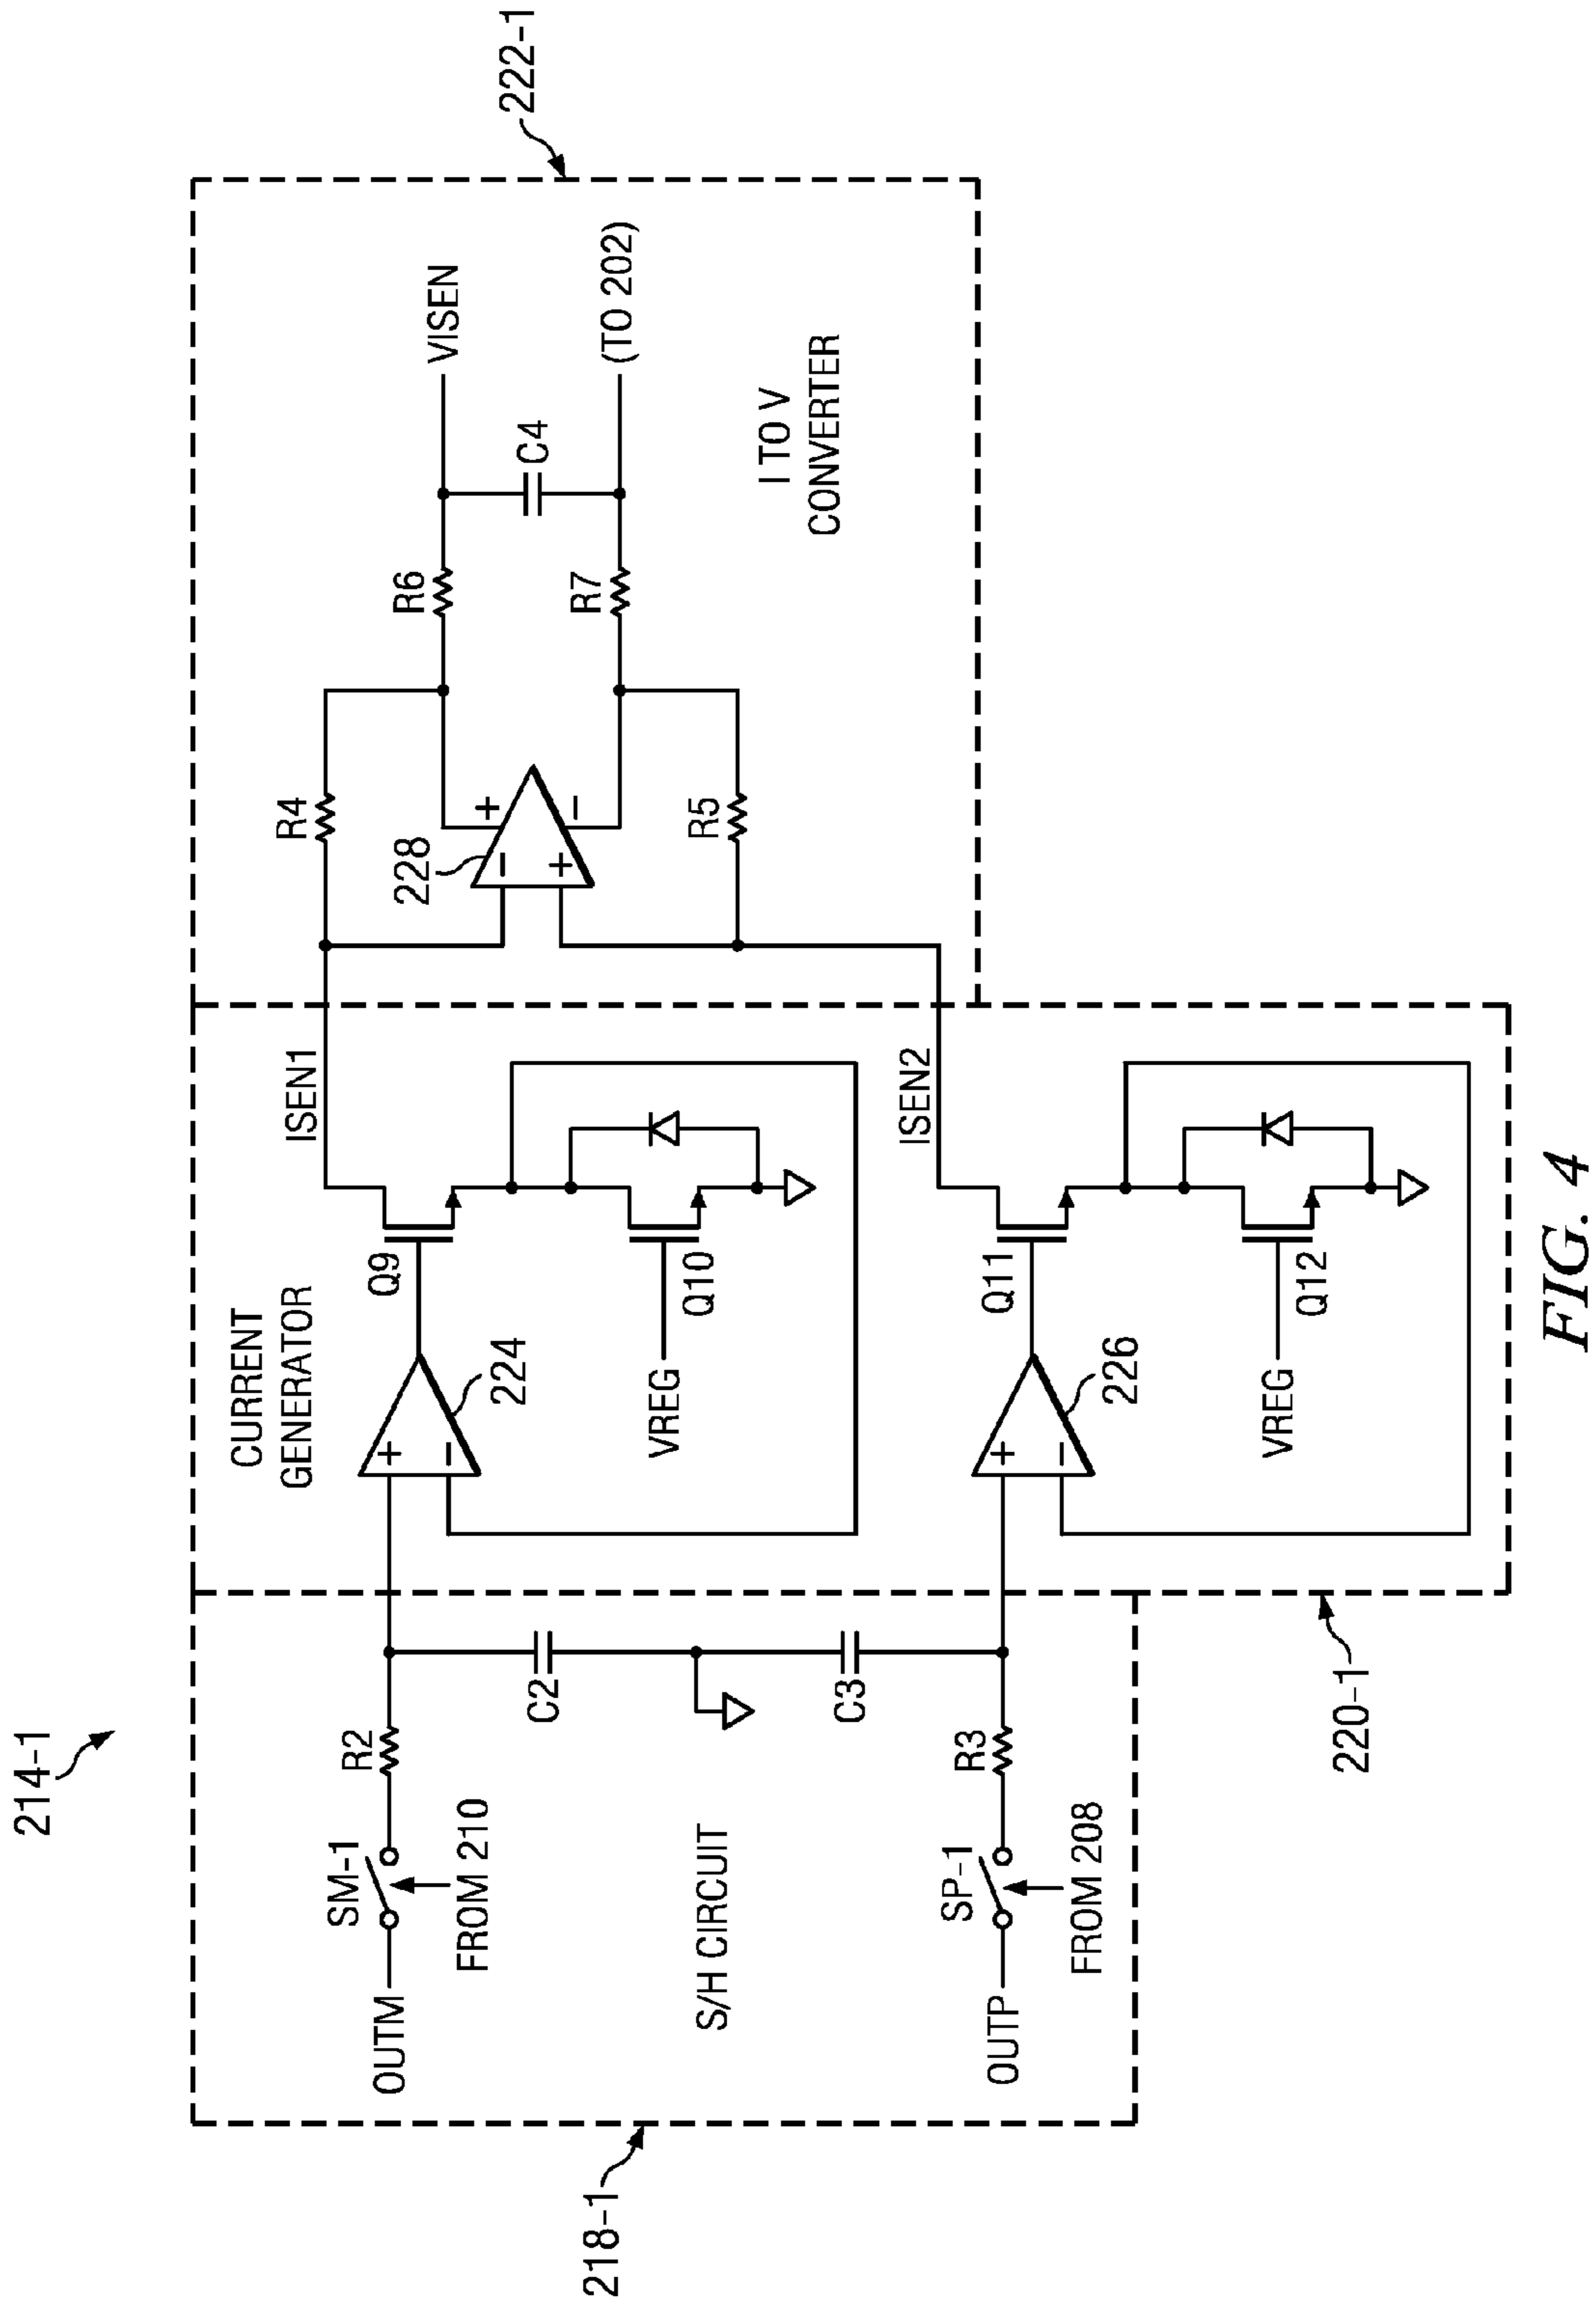 214-1
218-1
OUTM
SM-1
FROM 210
R2
C2
S/H CIRCUIT
C3
OUTP
SP-1
FROM 208
R3
220-1
CURRENT
GENERATOR
+
−
224
Q9
ISEN1
VREG
Q10
+
−
226
Q11
ISEN2
VREG
Q12
222-1
R4
228
−
+
+
−
R5
R6
R7
C4
VISEN
(TO 202)
I TO V
CONVERTER
FIG. 4